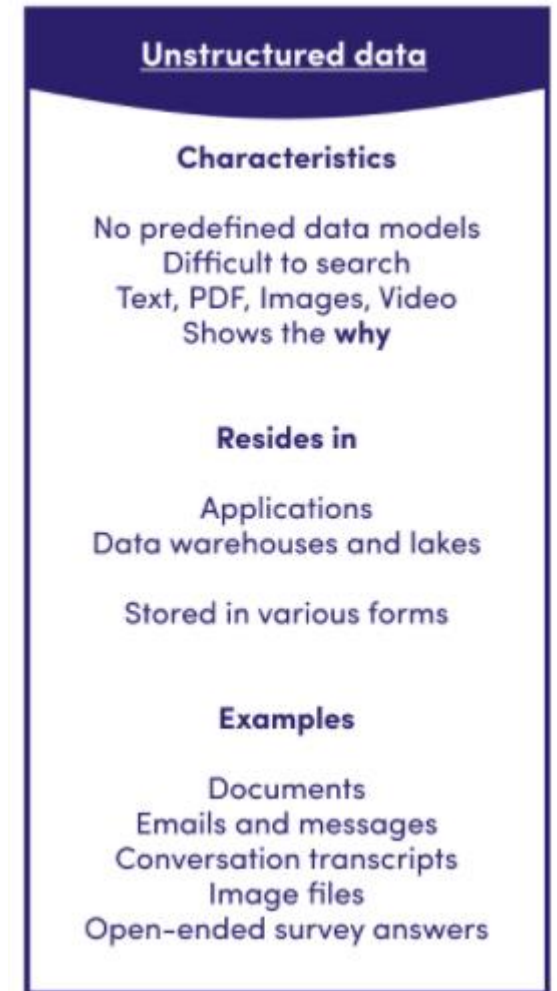 Unstructured data
Characteristics
No predefined data models
Difficult to search
Text, PDF, Images, Video
Shows the why
Resides in
Applications
Data warehouses and lakes
Stored in various forms
Examples
Documents
Emails and messages
Conversation transcripts
Image files
Open-ended survey answers